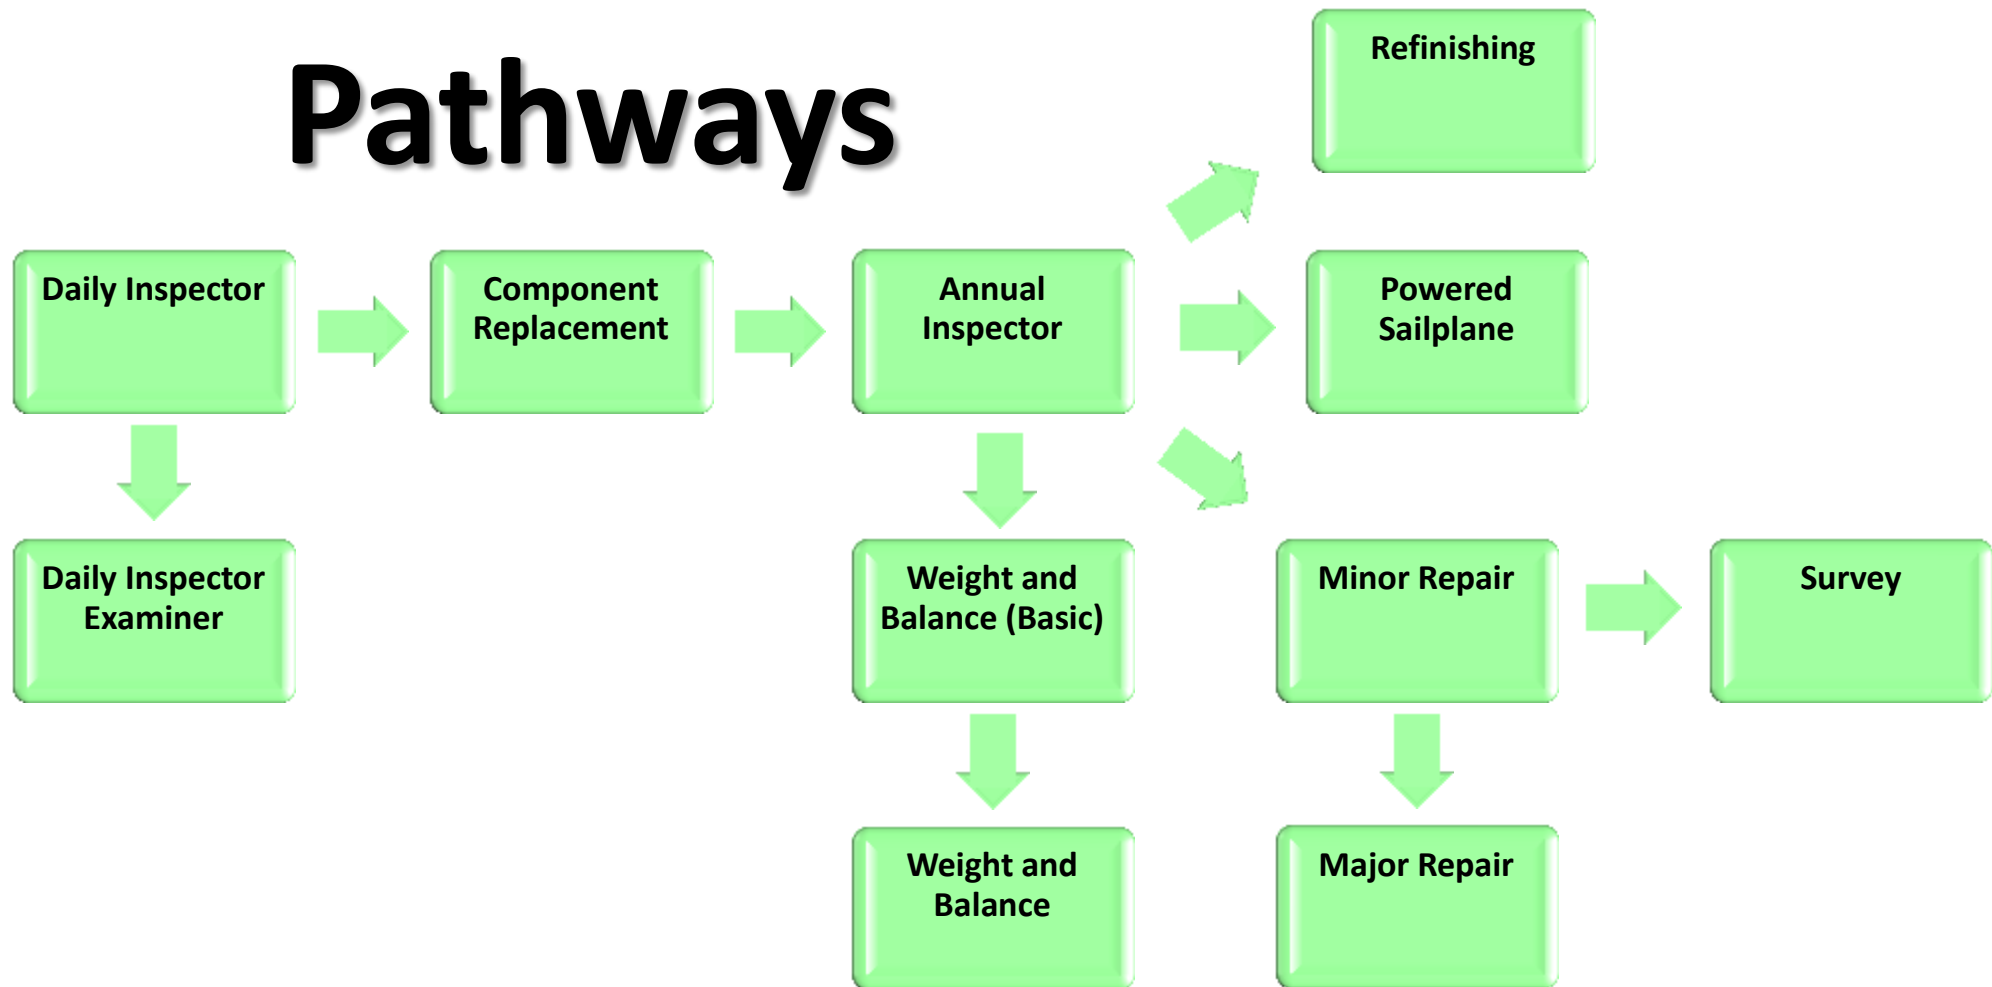 Pathways
Refinishing
Daily Inspector
Component
Replacement
Annual
Inspector
Powered
Sailplane
Daily Inspector
Examiner
Weight and
Balance (Basic)
Minor Repair
Survey
Weight and
Balance
Major Repair